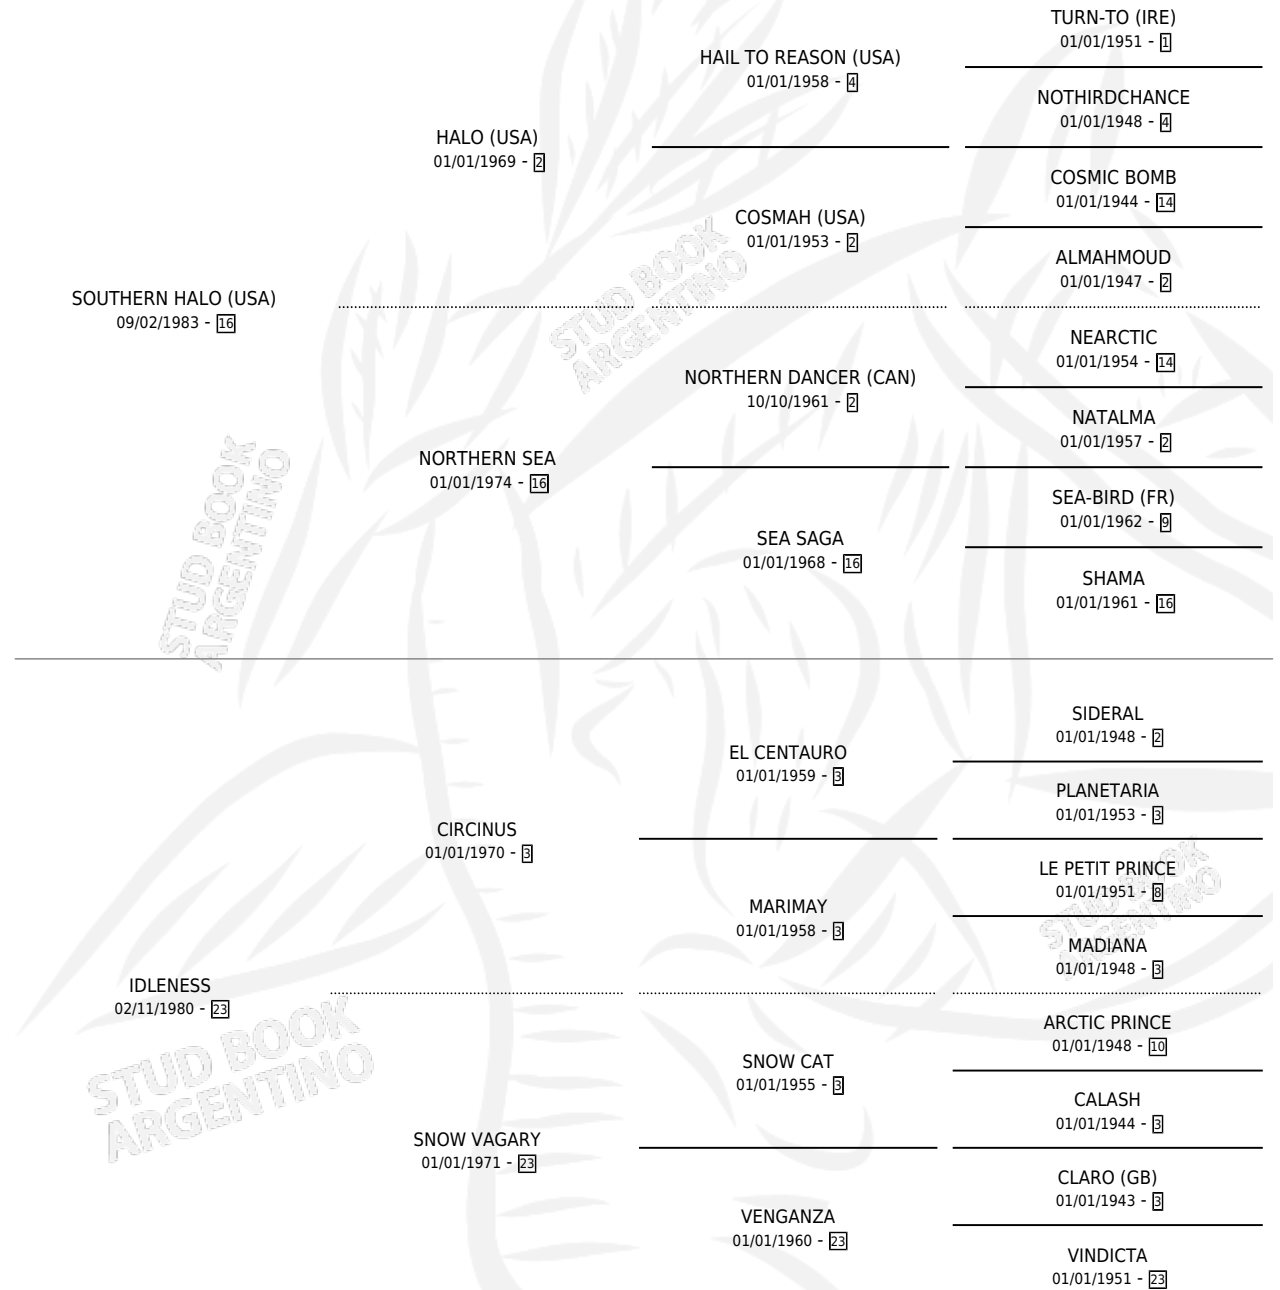 TURN-TO (IRE)
01/01/1951 - 1
HAIL TO REASON (USA)
01/01/1958 - 4
NOTHIRDCHANCE
01/01/1948 - 4
HALO (USA)
01/01/1969 - 2
COSMIC BOMB
01/01/1944 - 14
COSMAH (USA)
01/01/1953 - 2
ALMAHMOUD
01/01/1947 - 2
SOUTHERN HALO (USA)
09/02/1983 - 16
STUD BOOK
ARGENTINO
NEARCTIC
01/01/1954 - 14
NORTHERN DANCER (CAN)
10/10/1961 - 2
NATALMA
01/01/1957 - 2
NORTHERN SEA
01/01/1974 - 16
SEA-BIRD (FR)
01/01/1962 - 9
SEA SAGA
01/01/1968 - 16
SHAMA
01/01/1961 - 16
STUD BOOK
ARGENTINO
SIDERAL
01/01/1948 - 2
EL CENTAURO
01/01/1959 - 3
PLANETARIA
01/01/1953 - 3
CIRCINUS
01/01/1970 - 3
LE PETIT PRINCE
01/01/1951 - 8
MARIMAY
01/01/1958 - 3
STUD BOOK
ARGENTINO
MADIANA
01/01/1948 - 3
IDLENESS
02/11/1980 - 23
STUD BOOK
ARGENTINO
ARCTIC PRINCE
01/01/1948 - 10
SNOW CAT
01/01/1955 - 3
CALASH
01/01/1944 - 3
SNOW VAGARY
01/01/1971 - 23
CLARO (GB)
01/01/1943 - 3
VENGANZA
01/01/1960 - 23
VINDICTA
01/01/1951 - 23